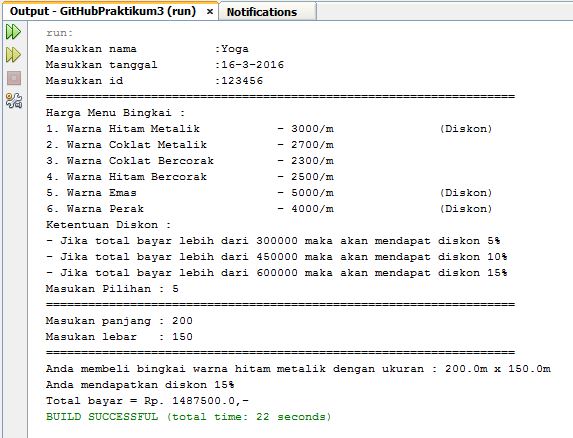 Output - GitHubPraktikum3 (run) × Notifications
run:
Masukkan nama :Yoga
Masukkan tanggal :16-3-2016
Masukkan id :123456
==================================================================
Harga Menu Bingkai :
1. Warna Hitam Metalik - 3000/m (Diskon)
2. Warna Coklat Metalik - 2700/m
3. Warna Coklat Bercorak - 2300/m
4. Warna Hitam Bercorak - 2500/m
5. Warna Emas - 5000/m (Diskon)
6. Warna Perak - 4000/m (Diskon)
Ketentuan Diskon :
- Jika total bayar lebih dari 300000 maka akan mendapat diskon 5%
- Jika total bayar lebih dari 450000 maka akan mendapat diskon 10%
- Jika total bayar lebih dari 600000 maka akan mendapat diskon 15%
Masukan Pilihan : 5
==================================================================
Masukan panjang : 200
Masukan lebar : 150
==================================================================
Anda membeli bingkai warna hitam metalik dengan ukuran : 200.0m x 150.0m
Anda mendapatkan diskon 15%
Total bayar = Rp. 1487500.0,-
BUILD SUCCESSFUL (total time: 22 seconds)